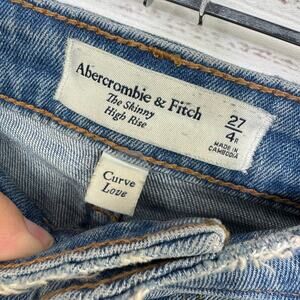 Abercrombie & Fitch
The Skinny
High Rise
27
4R
MADE IN
CAMBODIA
Curve
Love